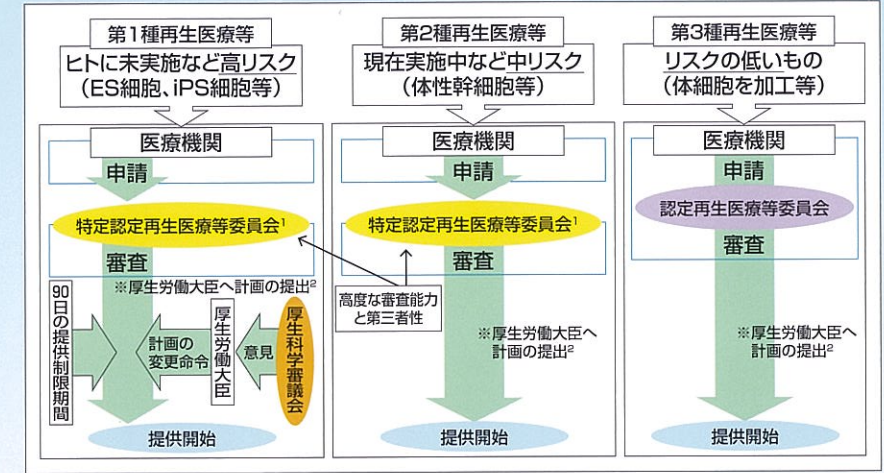 第1種再生医療等
ヒトに未実施など高リスク
（ES細胞、iPS細胞等）
医療機関
申請
特定認定再生医療等委員会1
審査
※厚生労働大臣へ計画の提出2
90日の提供制限期間
計画の
変更命令
厚生労働大臣
意見
厚生科学審議会
提供開始
高度な審査能力
と第三者性
第2種再生医療等
現在実施中など中リスク
（体性幹細胞等）
医療機関
申請
特定認定再生医療等委員会1
審査
※厚生労働大臣へ
計画の提出2
提供開始
第3種再生医療等
リスクの低いもの
（体細胞を加工等）
医療機関
申請
認定再生医療等委員会
審査
※厚生労働大臣へ
計画の提出2
提供開始